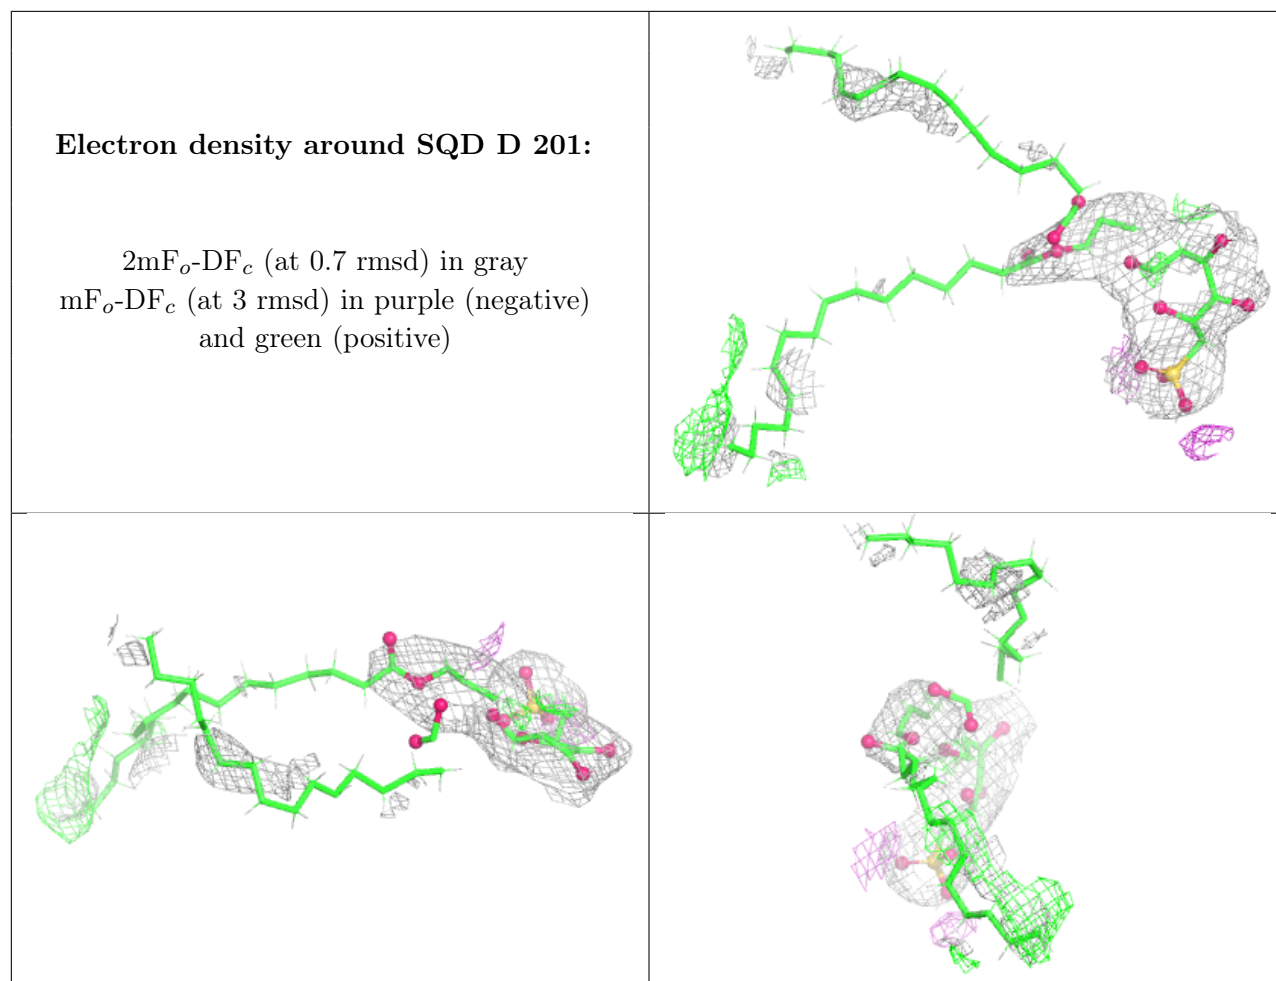 Electron density around SQD D 201:
2mFo-DFc (at 0.7 rmsd) in gray
mFo-DFc (at 3 rmsd) in purple (negative)
and green (positive)